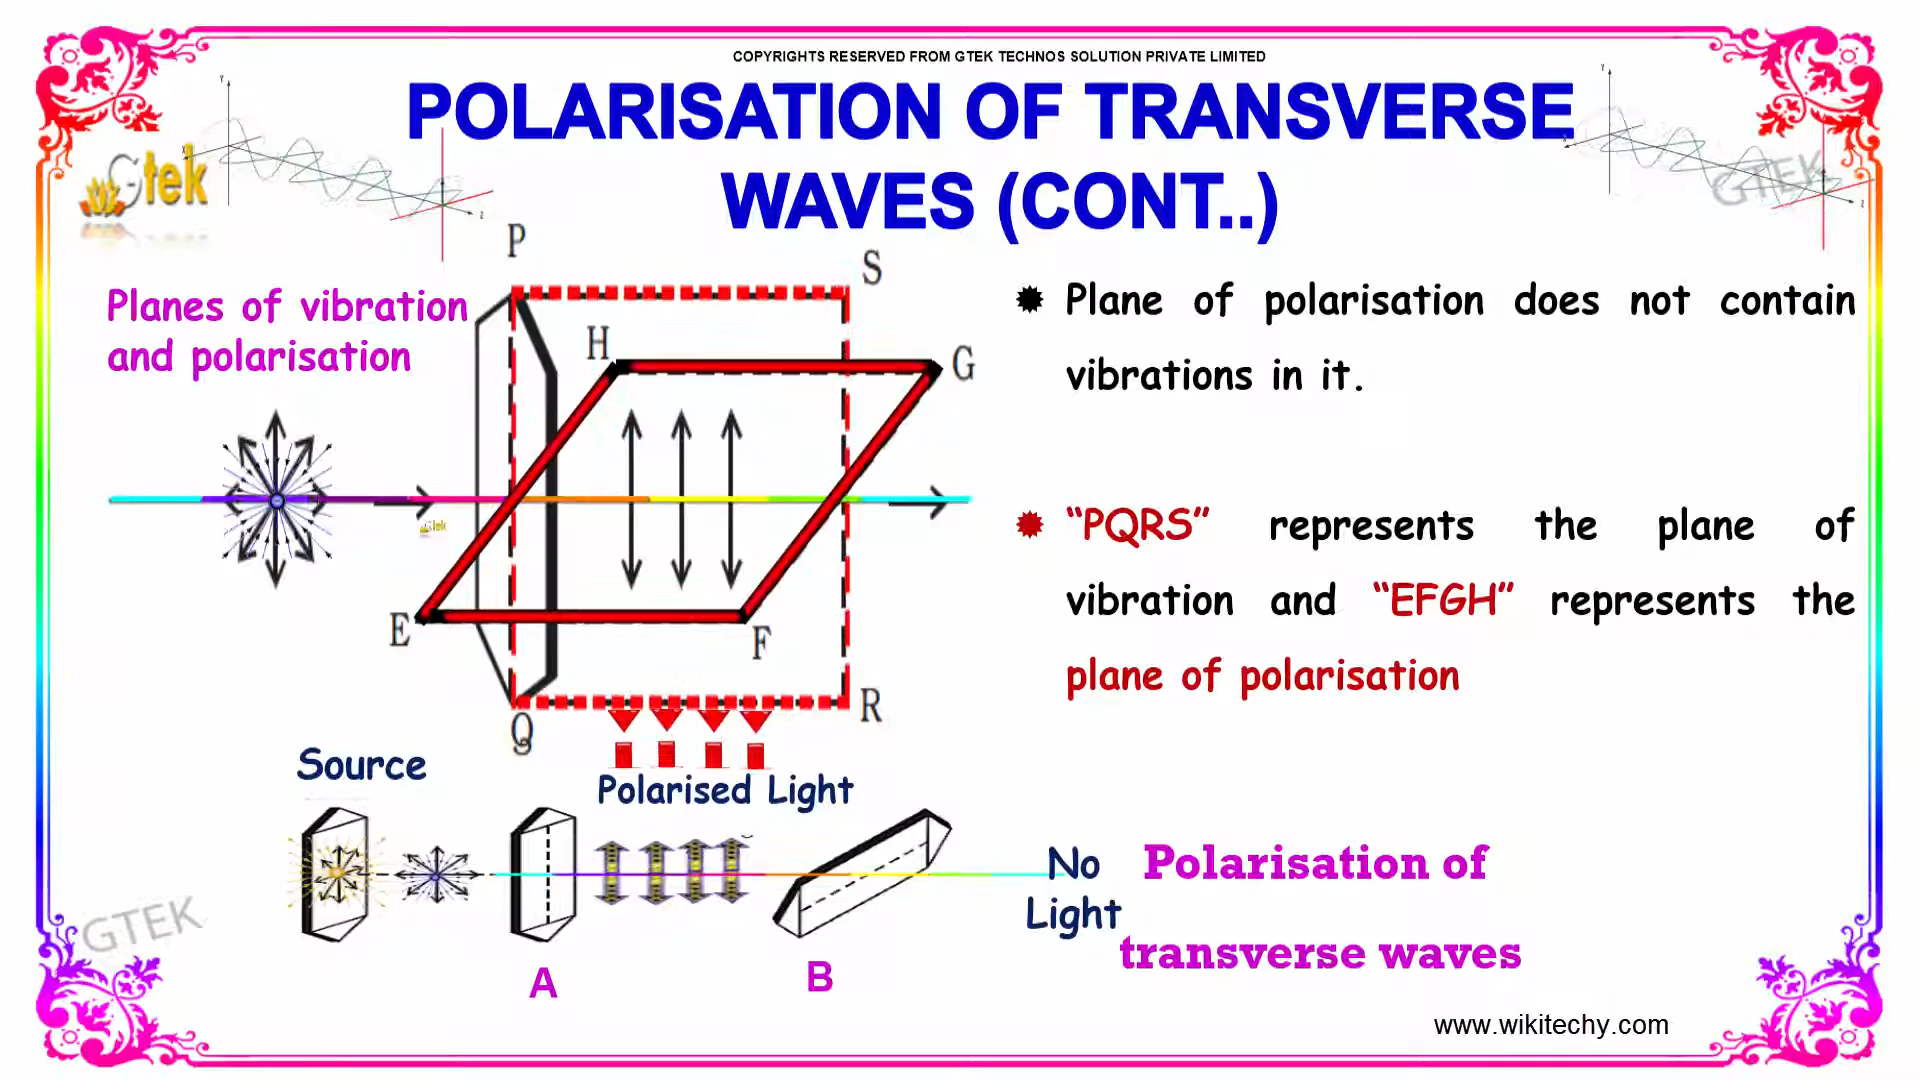 COPYRIGHTS RESERVED FROM GTEK TECHNOS SOLUTION PRIVATE LIMITED
POLARISATION OF TRANSVERSE
WAVES (CONT..)
Gtek
GTEK
Planes of vibration
and polarisation
P
S
H
G
E
F
Q
R
Plane of polarisation does not contain
vibrations in it.
“PQRS” represents the plane of
vibration and “EFGH” represents the
plane of polarisation
Source
Polarised Light
No
Light
A
B
Polarisation of
transverse waves
GTEK
www.wikitechy.com